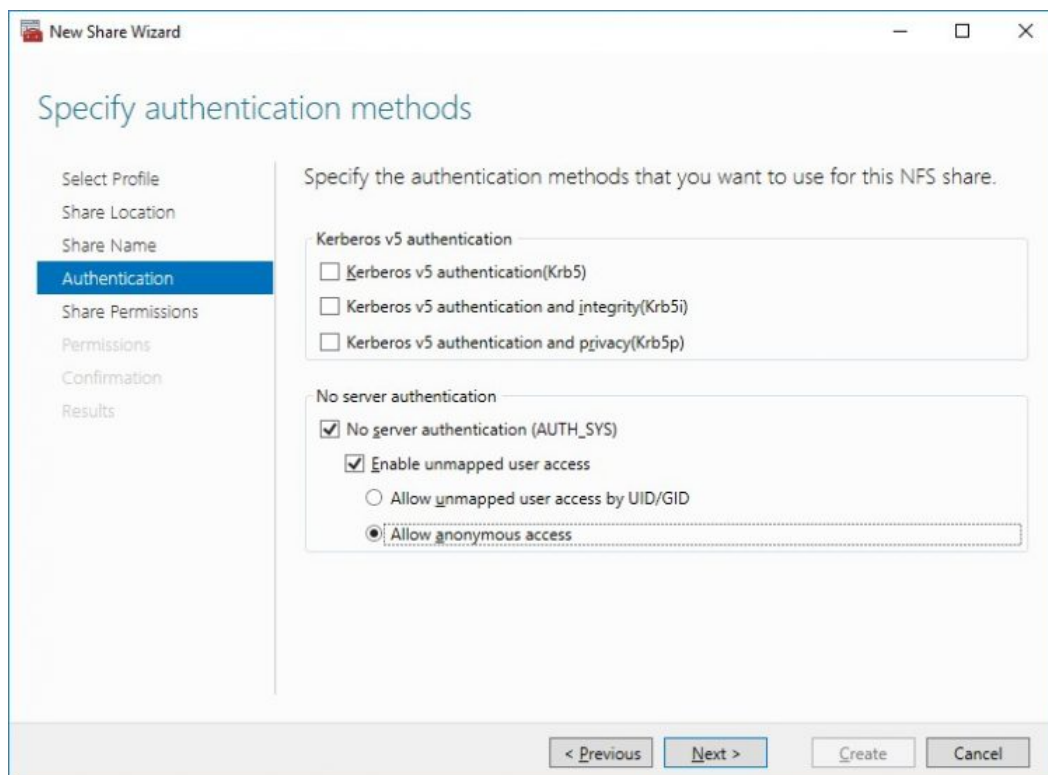 New Share Wizard
Specify authentication methods
Select Profile
Share Location
Share Name
Authentication
Share Permissions
Permissions
Confirmation
Results
Specify the authentication methods that you want to use for this NFS share.
Kerberos v5 authentication
Kerberos v5 authentication(Krb5)
Kerberos v5 authentication and integrity(Krb5i)
Kerberos v5 authentication and privacy(Krb5p)
No server authentication
No server authentication (AUTH_SYS)
Enable unmapped user access
Allow unmapped user access by UID/GID
Allow anonymous access
< Previous
Next >
Create
Cancel